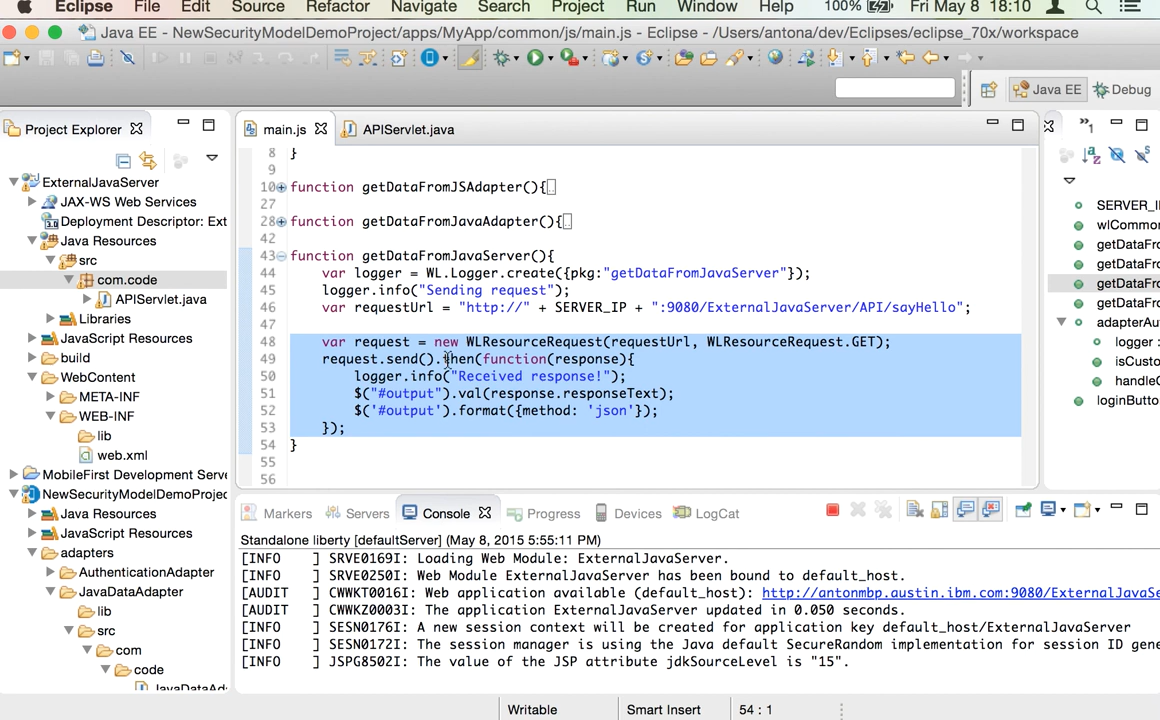 Eclipse File Edit Source Refactor Navigate Search Project Run Window Help 100% Fri May 8 18:10
Java EE - NewSecurityModelDemoProject/apps/MyApp/common/js/main.js - Eclipse - /Users/antona/dev/Eclipses/eclipse_70x/workspace
Java EE Debug
Project Explorer
main.js APIServlet.java
ExternalJavaServer
JAX-WS Web Services
Deployment Descriptor: Ext
Java Resources
src
com.code
APIServlet.java
Libraries
JavaScript Resources
build
WebContent
META-INF
WEB-INF
lib
web.xml
MobileFirst Development Serve
NewSecurityModelDemoProjec
Java Resources
JavaScript Resources
adapters
AuthenticationAdapter
JavaDataAdapter
lib
src
com
code
JavaDataAd
8 }
9
10 function getDataFromJSAdapter(){
27
28 function getDataFromJavaAdapter(){
42
43 function getDataFromJavaServer(){
44 var logger = WL.Logger.create({pkg:"getDataFromJavaServer"});
45 logger.info("Sending request");
46 var requestUrl = "http://" + SERVER_IP + ":9080/ExternalJavaServer/API/sayHello";
47
48 var request = new WLResourceRequest(requestUrl, WLResourceRequest.GET);
49 request.send().then(function(response){
50 logger.info("Received response!");
51 $("#output").val(response.responseText);
52 $('#output').format({method: 'json'});
53 });
54 }
55
56
1
SERVER_IP
wlCommo
getDataFro
getDataFro
getDataFro
getDataFro
adapterAu
logger :
isCusto
handleC
loginButto
Markers Servers Console Progress Devices LogCat
Standalone liberty [defaultServer] (May 8, 2015 5:55:11 PM)
[INFO ] SRVE0169I: Loading Web Module: ExternalJavaServer.
[INFO ] SRVE0250I: Web Module ExternalJavaServer has been bound to default_host.
[AUDIT ] CWWKT0016I: Web application available (default_host): http://antonmbp.austin.ibm.com:9080/ExternalJavaSe
[AUDIT ] CWWKZ0003I: The application ExternalJavaServer updated in 0.050 seconds.
[INFO ] SESN0176I: A new session context will be created for application key default_host/ExternalJavaServer
[INFO ] SESN0172I: The session manager is using the Java default SecureRandom implementation for session ID gene
[INFO ] JSPG8502I: The value of the JSP attribute jdkSourceLevel is "15".
Writable Smart Insert 54 : 1